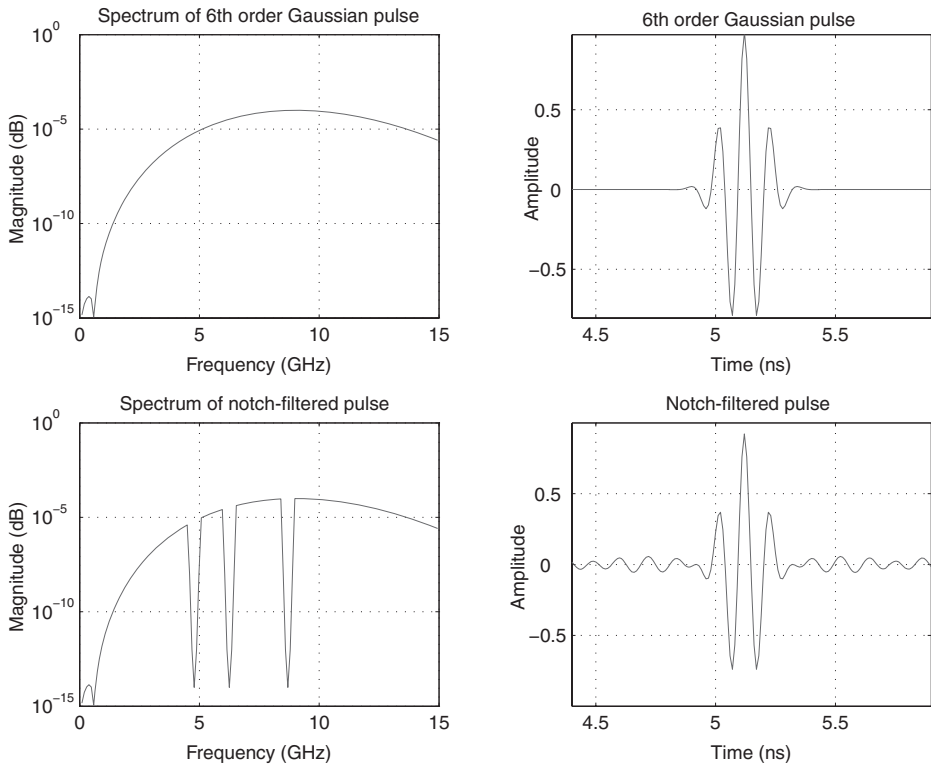 Spectrum of 6th order Gaussian pulse
10^0
10^-5
10^-10
10^-15
Magnitude (dB)
0
5
10
15
Frequency (GHz)
6th order Gaussian pulse
0.5
0
−0.5
Amplitude
4.5
5
5.5
Time (ns)
Spectrum of notch-filtered pulse
10^0
10^-5
10^-10
10^-15
Magnitude (dB)
0
5
10
15
Frequency (GHz)
Notch-filtered pulse
0.5
0
−0.5
Amplitude
4.5
5
5.5
Time (ns)